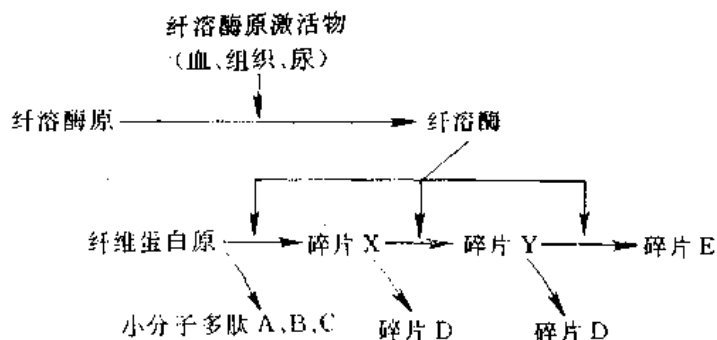 纤溶酶原激活物
(血、组织、尿)
纤溶酶原 纤溶酶
纤维蛋白原 碎片 X 碎片 Y 碎片 E
小分子多肽 A、B、C 碎片 D 碎片 D